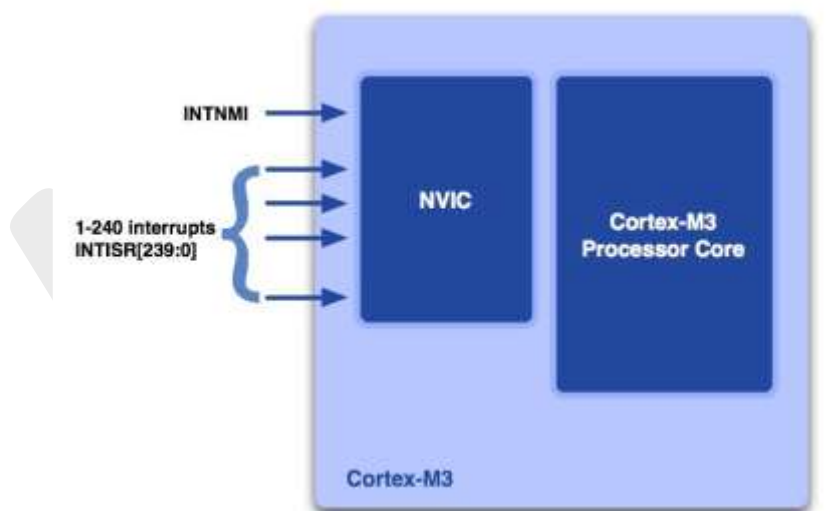 INTNMI
1-240 interrupts
INTISR[239:0]
NVIC
Cortex-M3
Processor Core
Cortex-M3